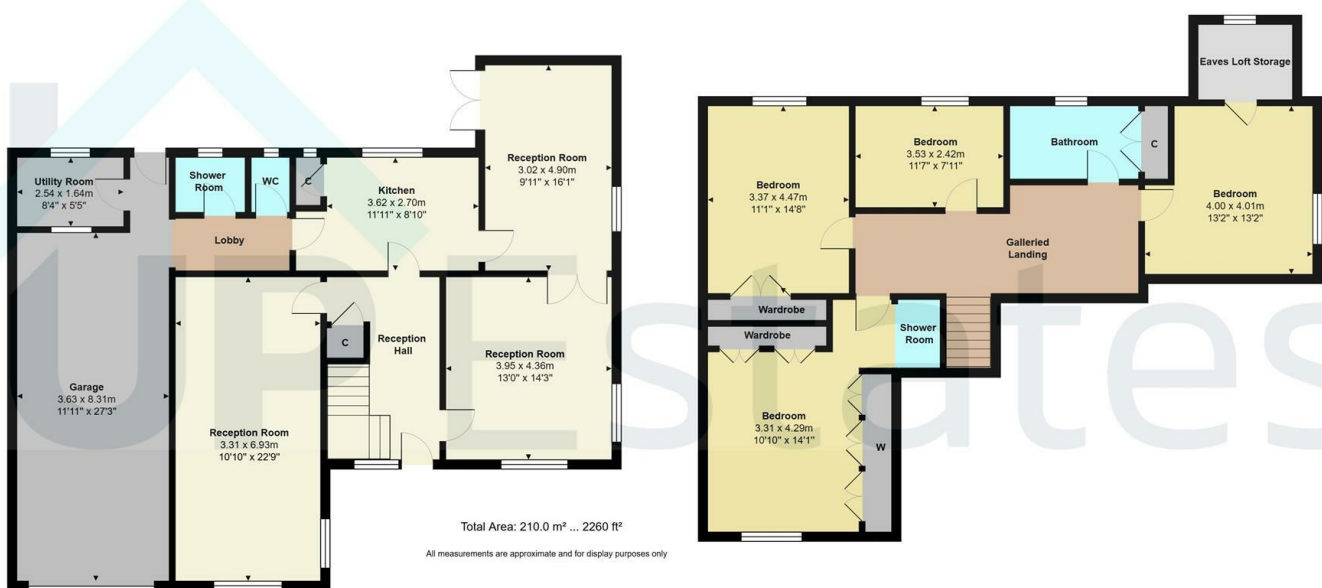 Utility Room
2.54 x 1.64m
8'4" x 5'5"
Shower
Room
WC
C
Kitchen
3.62 x 2.70m
11'11" x 8'10"
Reception Room
3.02 x 4.90m
9'11" x 16'1"
Lobby
Garage
3.63 x 8.31m
11'11" x 27'3"
Reception Room
3.31 x 6.93m
10'10" x 22'9"
C
Reception
Hall
Reception Room
3.95 x 4.36m
13'0" x 14'3"
Total Area: 210.0 m² ... 2260 ft²
All measurements are approximate and for display purposes only
Eaves Loft Storage
Bedroom
3.37 x 4.47m
11'1" x 14'8"
Bedroom
3.53 x 2.42m
11'7" x 7'11"
Bathroom
C
Bedroom
4.00 x 4.01m
13'2" x 13'2"
Galleried
Landing
Wardrobe
Wardrobe
Shower
Room
Bedroom
3.31 x 4.29m
10'10" x 14'1"
W
UPEstates